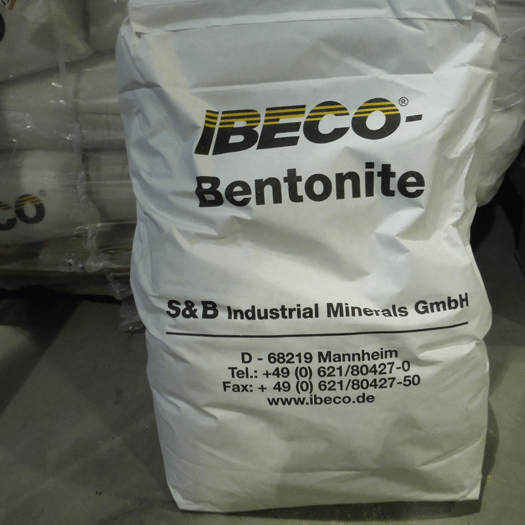 IBECO®-
Bentonite
S&B Industrial Minerals GmbH
D - 68219 Mannheim
Tel.: +49 (0) 621/80427-0
Fax: + 49 (0) 621/80427-50
www.ibeco.de
CO®